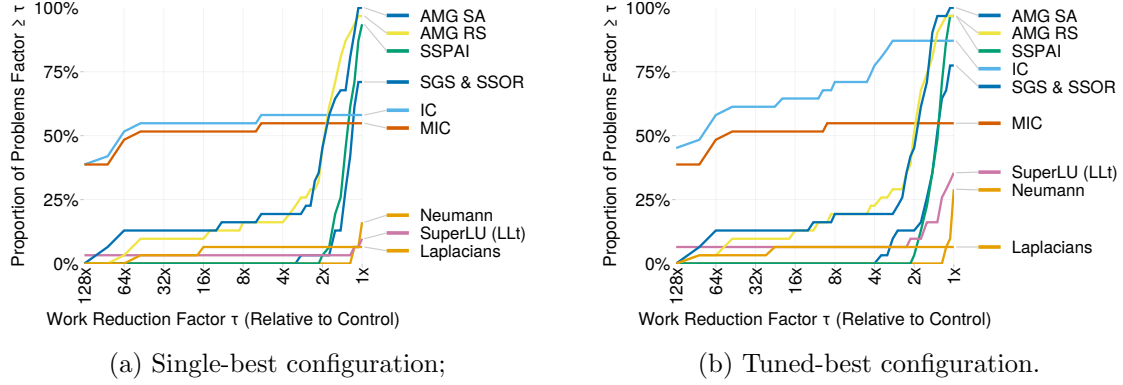 Proportion of Problems Factor ≥ τ
100%
75%
50%
25%
0%
128x
64x
32x
16x
8x
4x
2x
1x
Work Reduction Factor τ (Relative to Control)
AMG SA
AMG RS
SSPAI
SGS & SSOR
IC
MIC
Neumann
SuperLU (LLt)
Laplacians
(a) Single-best configuration;
Proportion of Problems Factor ≥ τ
100%
75%
50%
25%
0%
128x
64x
32x
16x
8x
4x
2x
1x
Work Reduction Factor τ (Relative to Control)
AMG SA
AMG RS
SSPAI
IC
SGS & SSOR
MIC
SuperLU (LLt)
Neumann
Laplacians
(b) Tuned-best configuration.